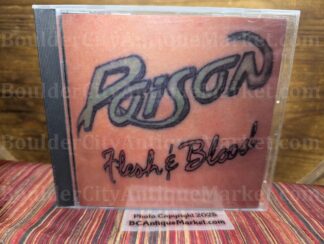 BoulderCityAntiqueMarket.com
POISON
Flesh & Blood
Photo Copyright 2025
BCAntiqueMarket.com